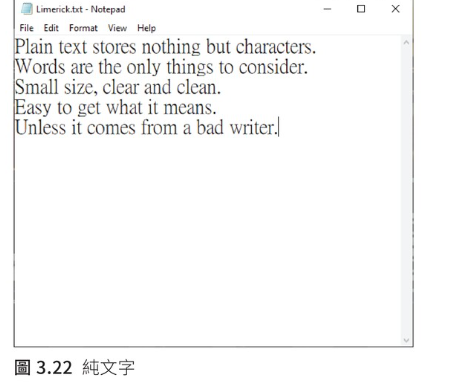 Limerick.txt - Notepad
File Edit Format View Help
Plain text stores nothing but characters.
Words are the only things to consider.
Small size, clear and clean.
Easy to get what it means.
Unless it comes from a bad writer.
圖 3.22 純文字